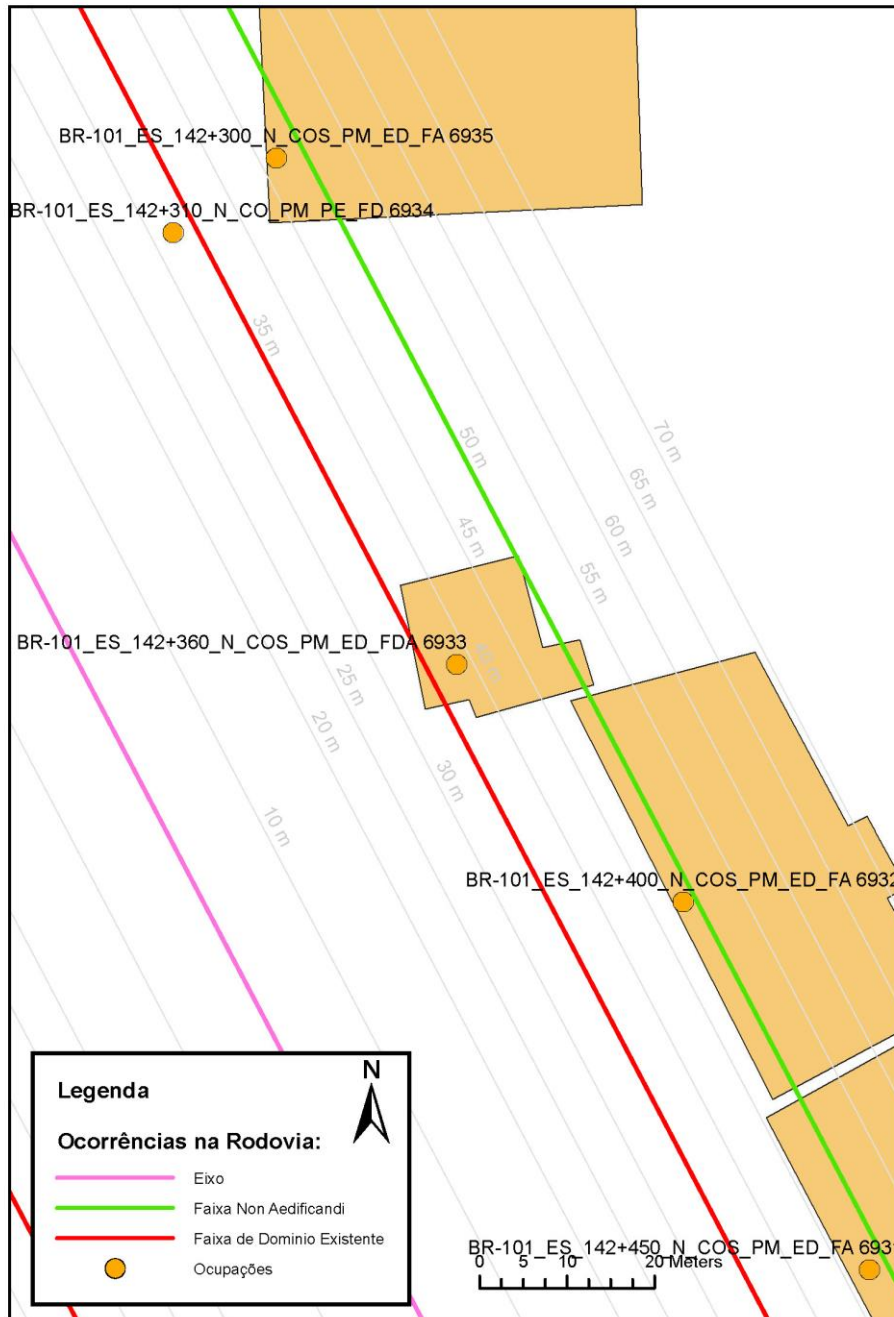 BR-101_ES_142+300_N_COS_PM_ED_FA 6935
BR-101_ES_142+310_N_CO_PM_PE_FD 6934
35 m
70 m
50 m
65 m
45 m
60 m
55 m
BR-101_ES_142+360_N_COS_PM_ED_FDA 6933
40 m
25 m
20 m
30 m
10 m
BR-101_ES_142+400_N_COS_PM_ED_FA 6932
N
Legenda
Ocorrências na Rodovia:
Eixo
Faixa Non Aedificandi
Faixa de Dominio Existente
Ocupações
BR-101_ES_142+450_N_COS_PM_ED_FA 6931
0 5 10 20 Meters